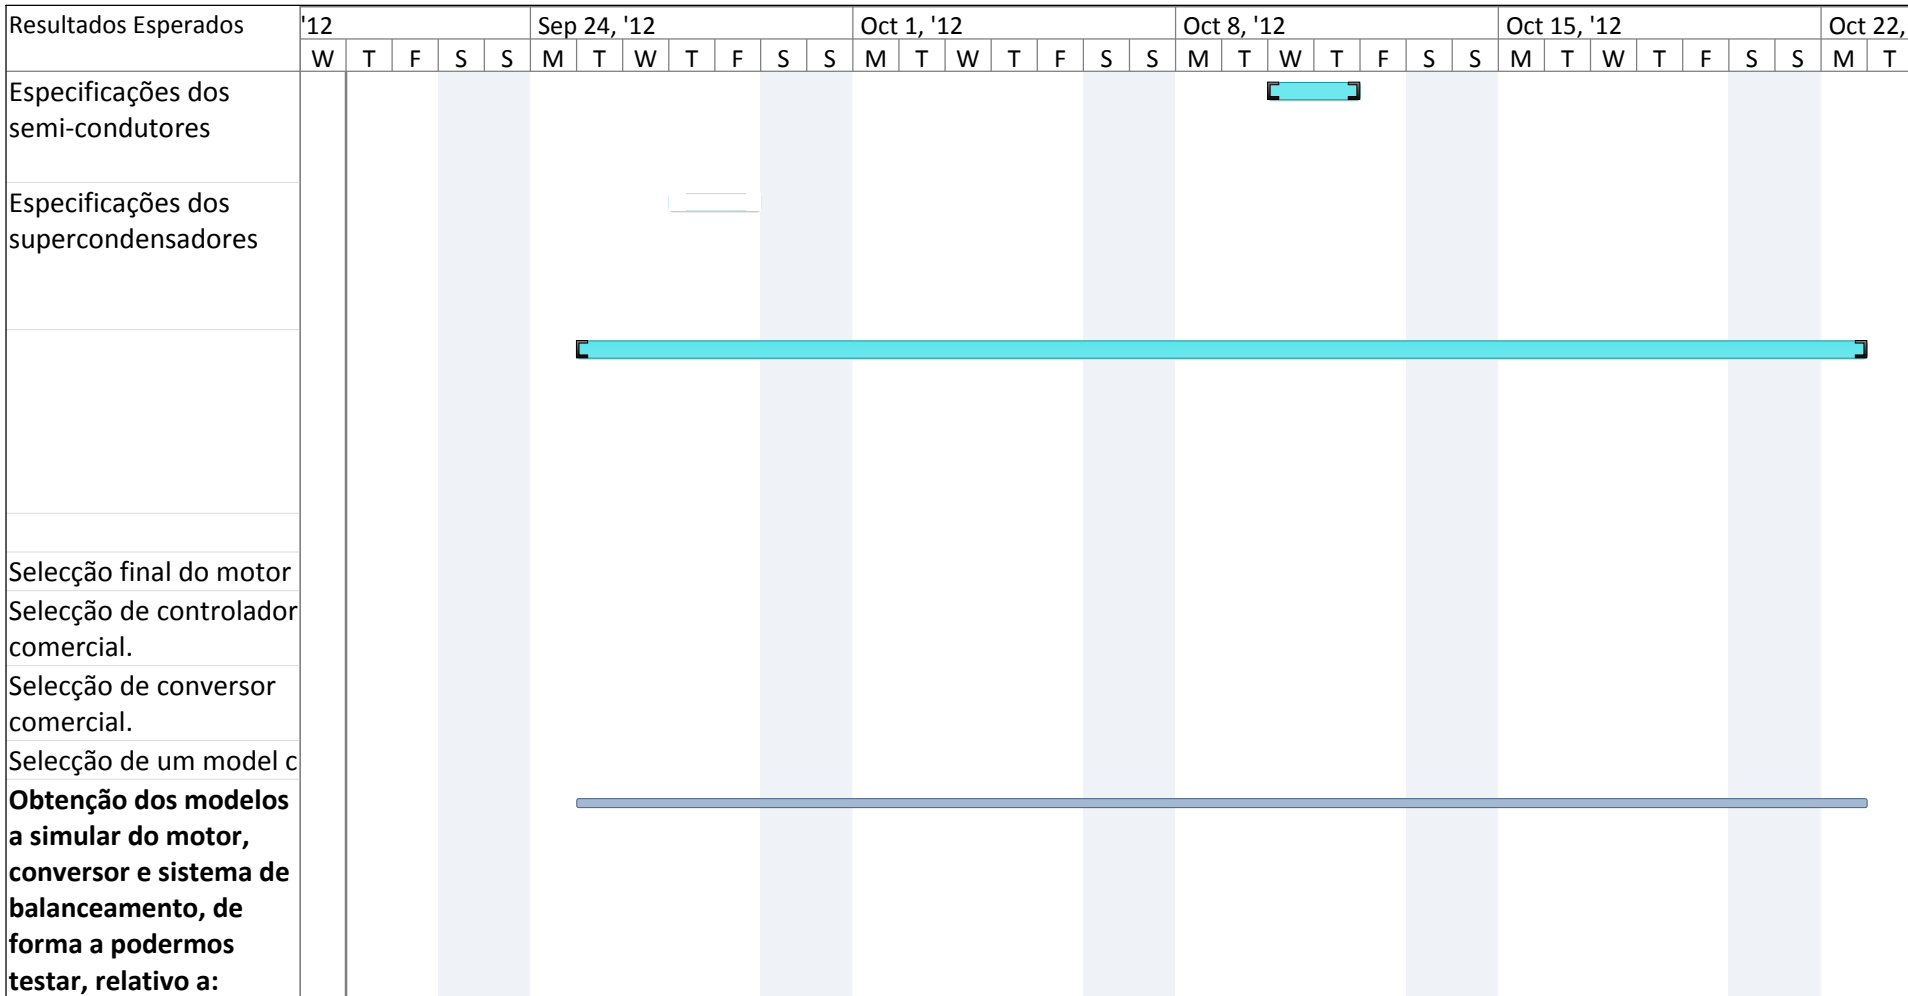 Resultados Esperados '12 Sep 24, '12 Oct 1, '12 Oct 8, '12 Oct 15, '12 Oct 22,
W T F S S M T W T F S S M T W T F S S M T W T F S S M T W T F S S M T
Especificações dos
semi-condutores
Especificações dos
supercondensadores
Selecção final do motor
Selecção de controlador
comercial.
Selecção de conversor
comercial.
Selecção de um model c
Obtenção dos modelos
a simular do motor,
conversor e sistema de
balanceamento, de
forma a podermos
testar, relativo a: